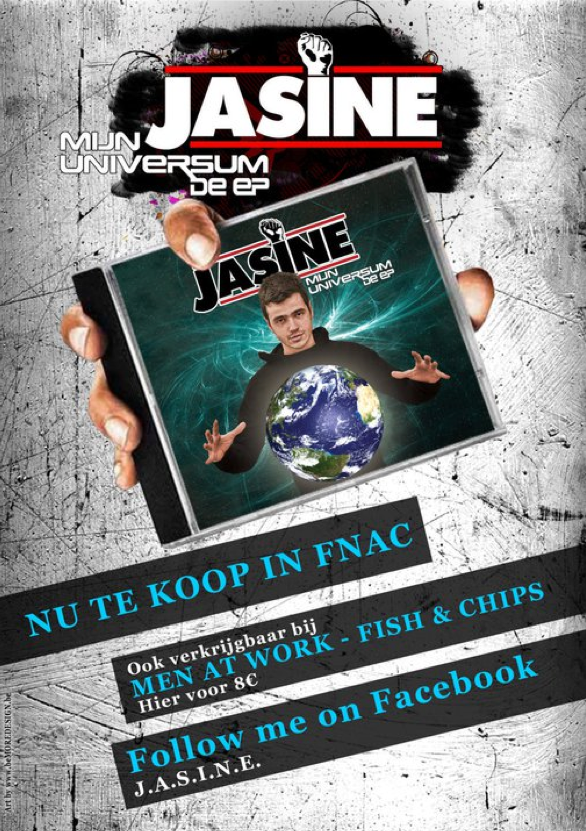 JASINE
MIJN
UNIVERSUM
DE EP
JASINE
MIJN
UNIVERSUM
DE EP
NU TE KOOP IN FNAC
Ook verkrijgbaar bij
MEN AT WORK - FISH & CHIPS
Hier voor 8€
Follow me on Facebook
J.A.S.I.N.E.